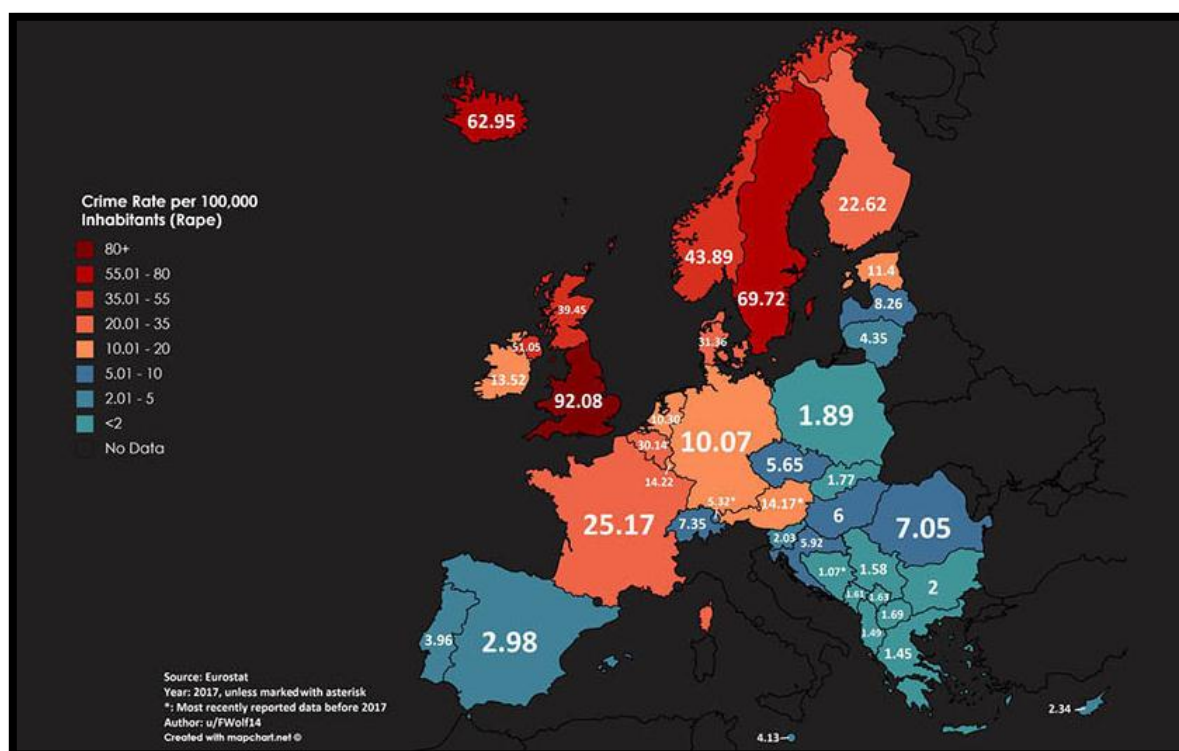 62.95
Crime Rate per 100,000
Inhabitants (Rape)
80+
55.01 - 80
35.01 - 55
20.01 - 35
10.01 - 20
5.01 - 10
2.01 - 5
<2
No Data
22.62
43.89
69.72
11.4
8.26
4.35
39.45
51.05
31.36
13.52
92.08
10.30
10.07
1.89
30.14
14.22
5.65
1.77
5.32*
14.17*
25.17
7.35
6
7.05
2.03
5.92
1.07*
1.58
2
1.61
1.63
1.69
1.49
1.45
3.96
2.98
Source: Eurostat
Year: 2017, unless marked with asterisk
*: Most recently reported data before 2017
Author: u/FWolf14
Created with mapchart.net ©
2.34
4.13